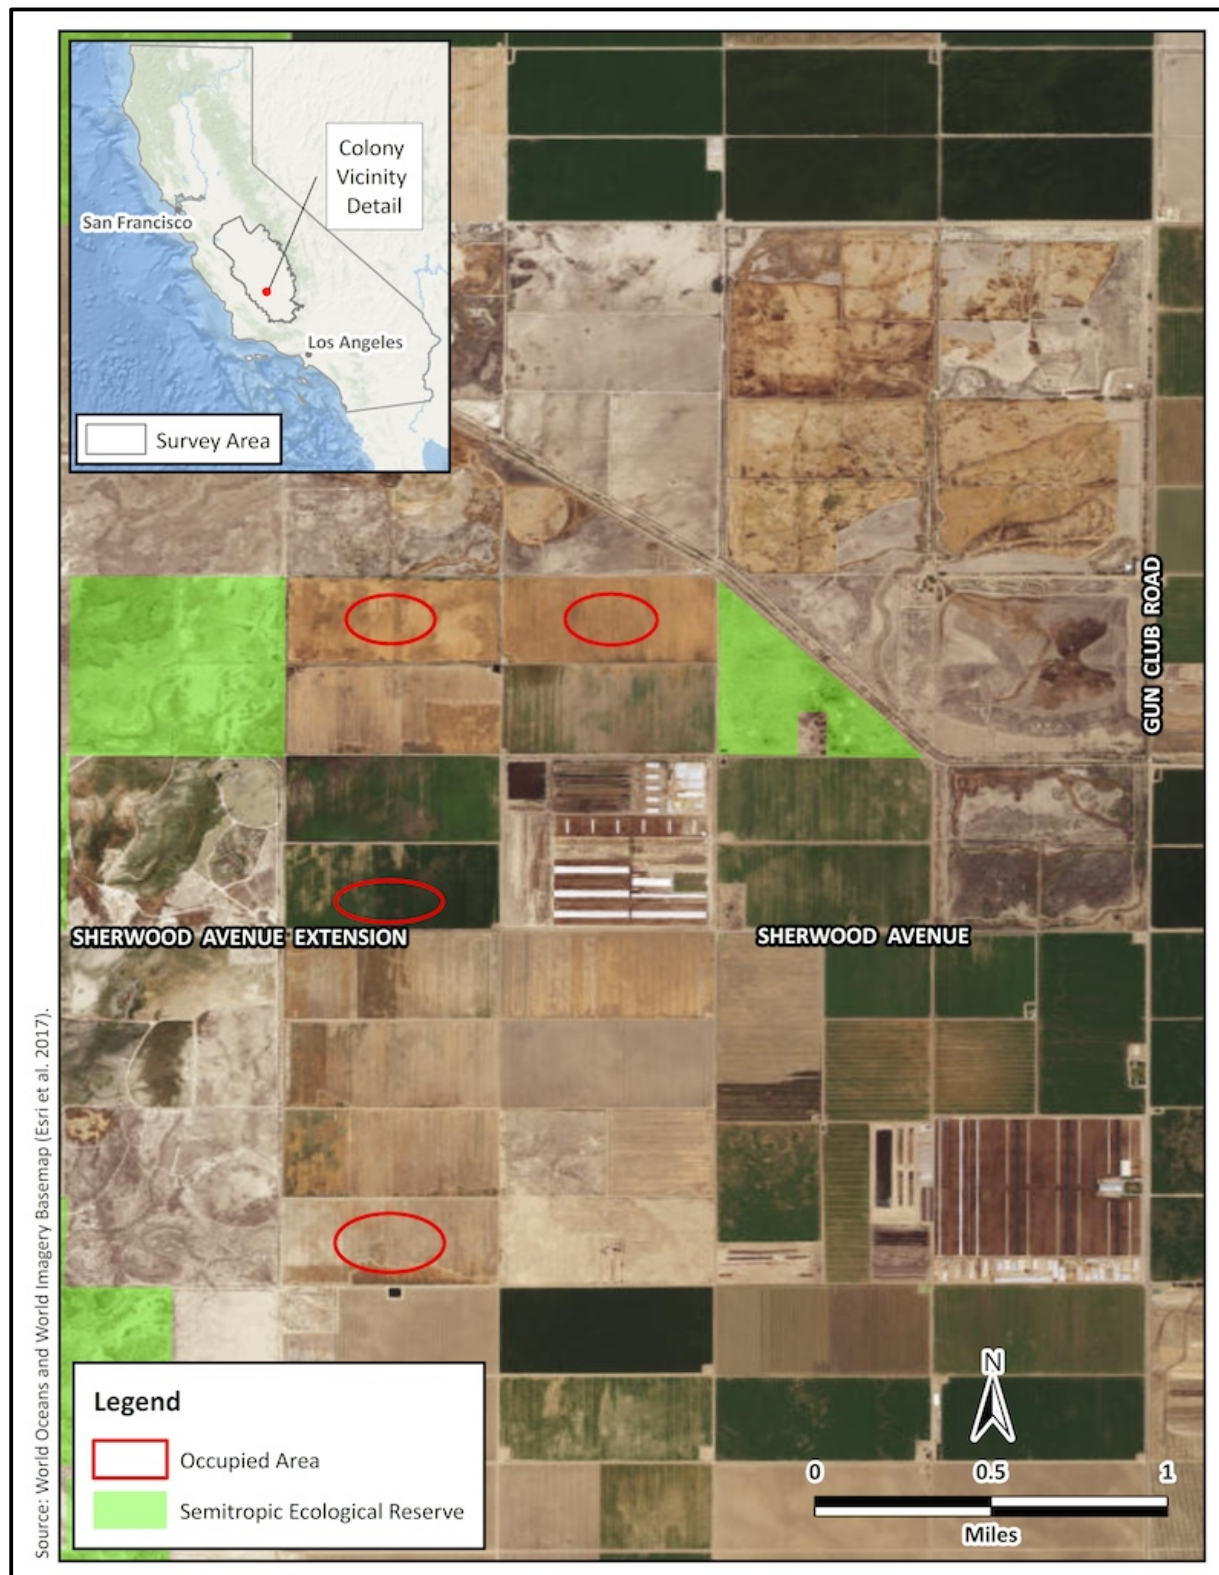 Colony
Vicinity
Detail
San Francisco
Los Angeles
Survey Area
GUN CLUB ROAD
SHERWOOD AVENUE EXTENSION
SHERWOOD AVENUE
Source: World Oceans and World Imagery Basemap (Esri et al. 2017).
Legend
Occupied Area
Semitropic Ecological Reserve
N
0 0.5 1
Miles